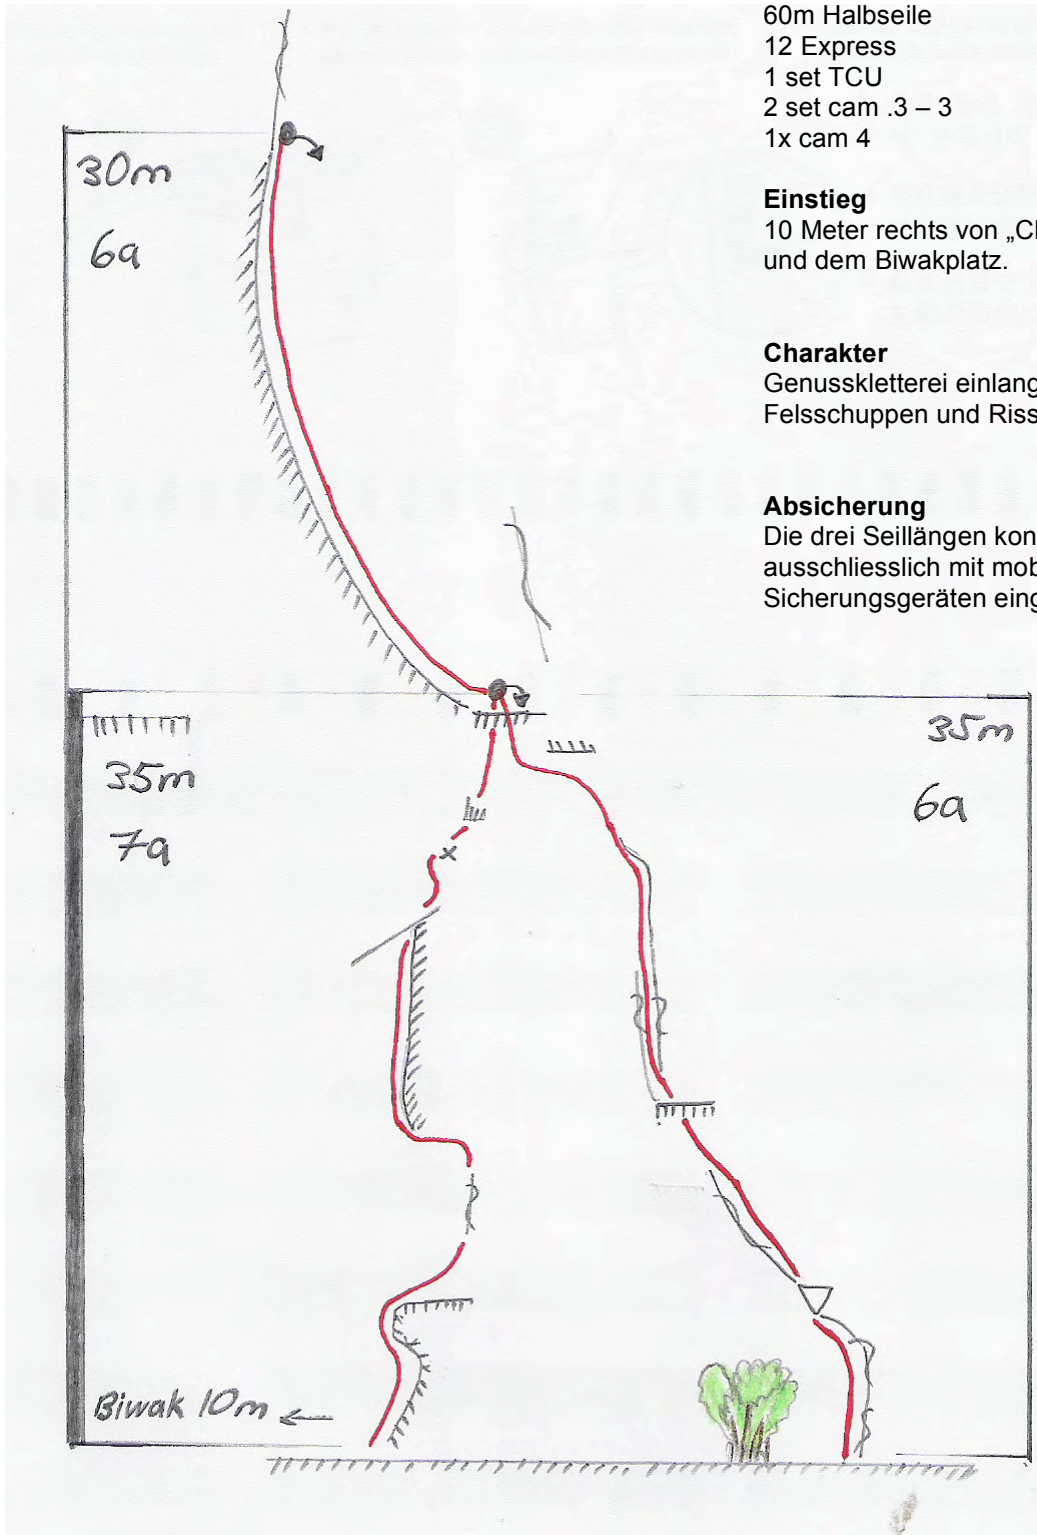 60m Halbseile
12 Express
1 set TCU
2 set cam .3 – 3
1x cam 4
Einstieg
10 Meter rechts von „Cl
und dem Biwakplatz.
Charakter
Genusskletterei einlang
Felsschuppen und Riss
Absicherung
Die drei Seillängen kon
ausschliesslich mit mob
Sicherungsgeräten eing
30m
6a
35m
7a
35m
6a
Biwak 10m